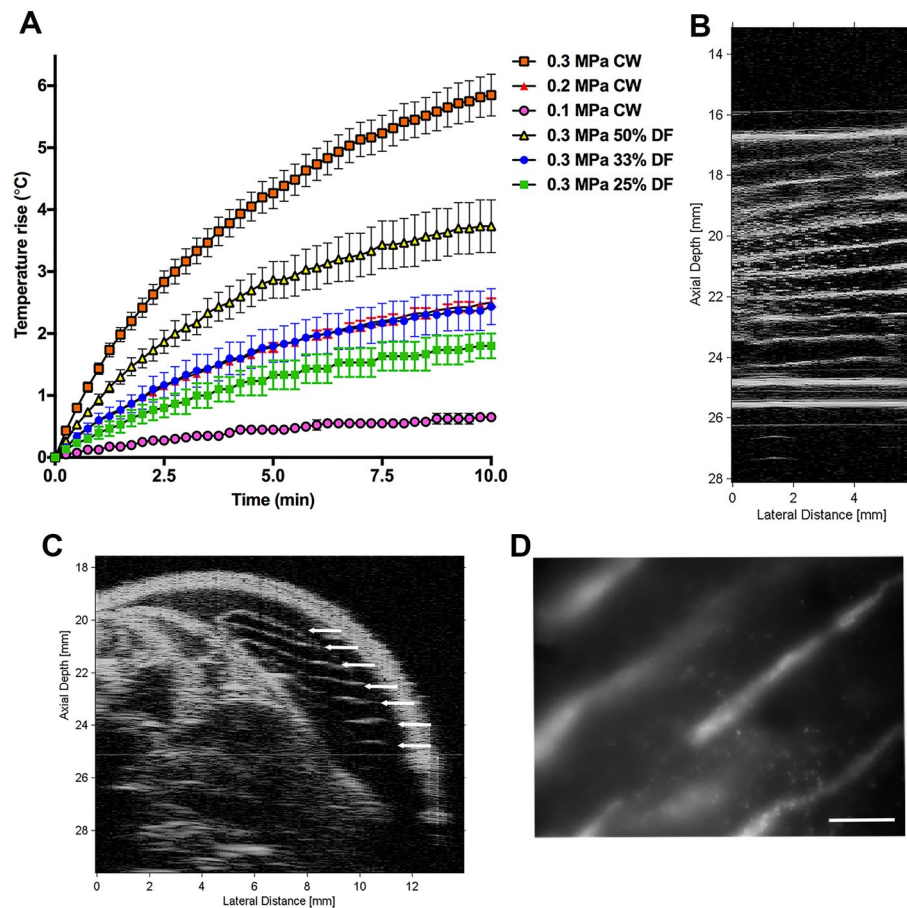 A
6
5
4
3
2
1
0
0.0
2.5
5.0
7.5
10.0
Temperature rise (°C)
Time (min)
0.3 MPa CW
0.2 MPa CW
0.1 MPa CW
0.3 MPa 50% DF
0.3 MPa 33% DF
0.3 MPa 25% DF
B
14
16
18
20
22
24
26
28
Axial Depth [mm]
0
2
4
Lateral Distance [mm]
C
18
20
22
24
26
28
Axial Depth [mm]
0
2
4
6
8
10
12
Lateral Distance [mm]
D